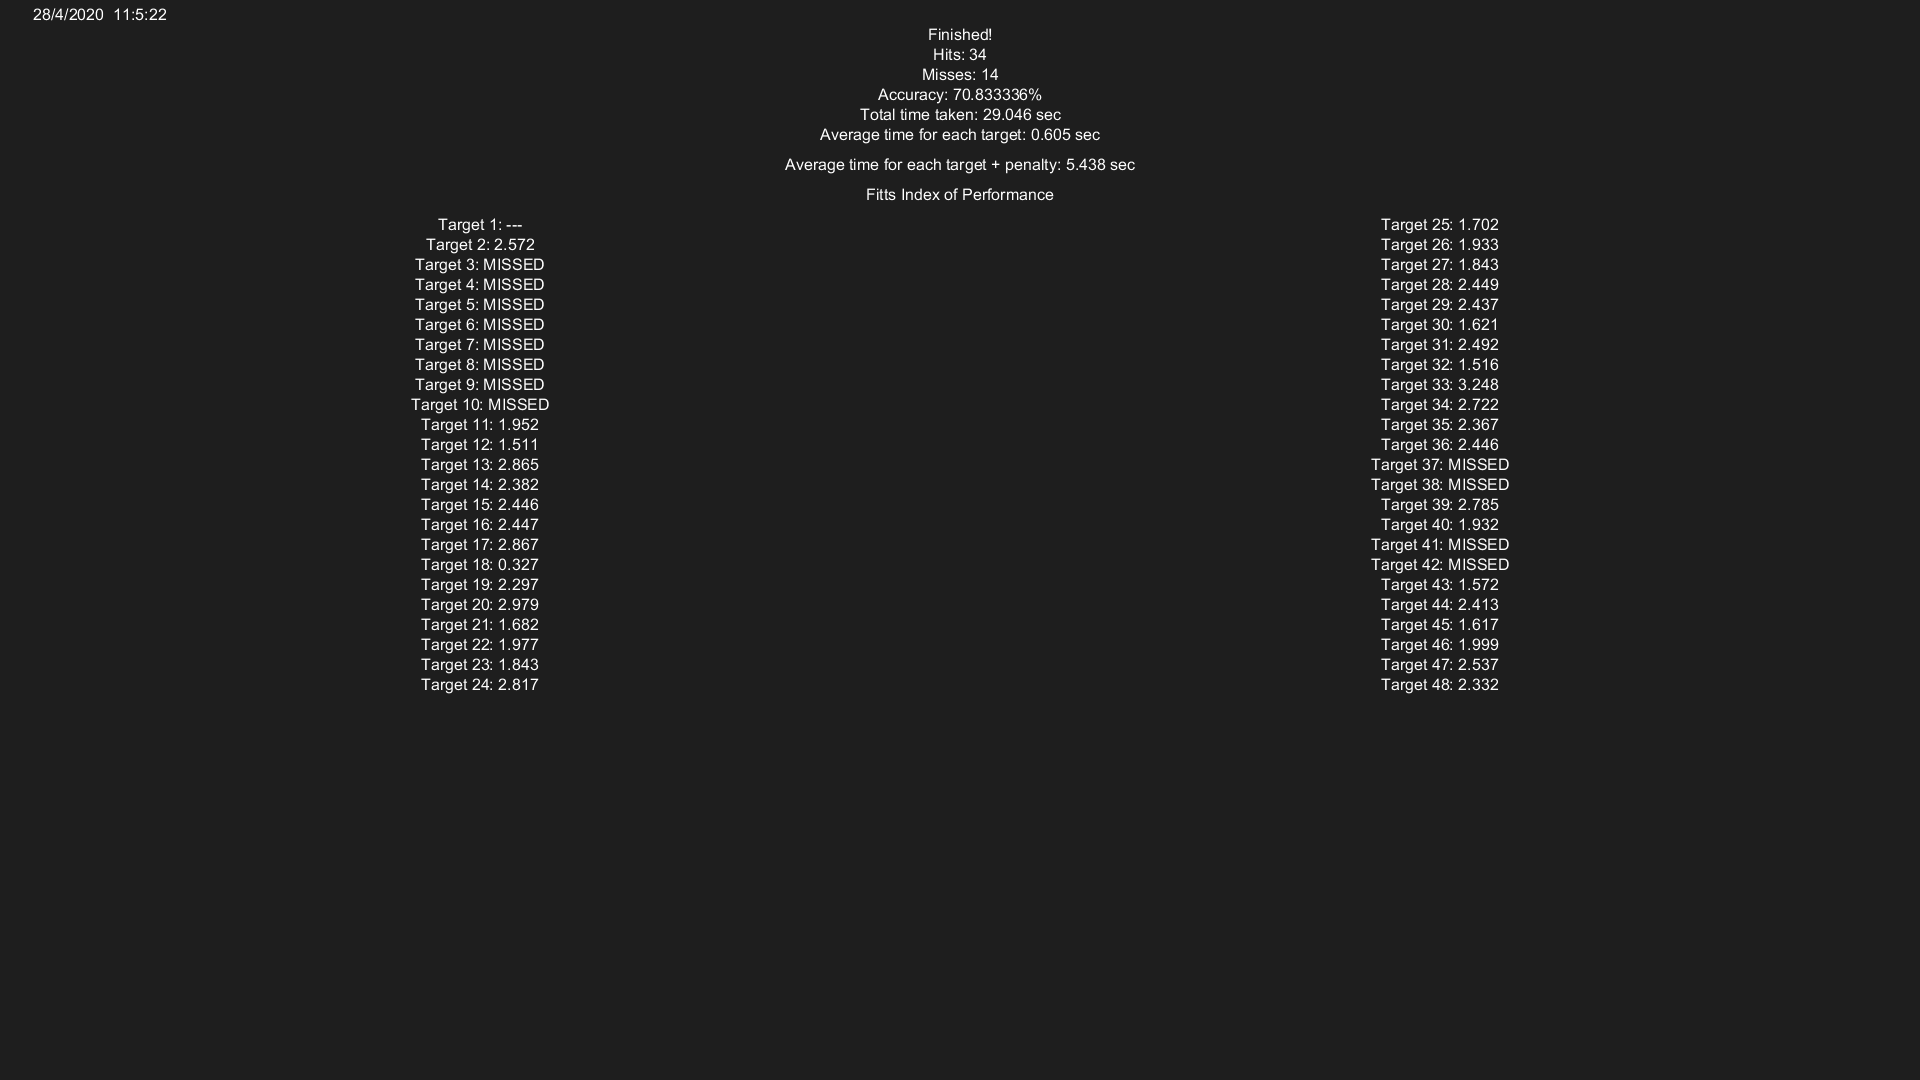 28/4/2020  11:5:22
Finished!
Hits: 34
Misses: 14
Accuracy: 70.833336%
Total time taken: 29.046 sec
Average time for each target: 0.605 sec
Average time for each target + penalty: 5.438 sec
Fitts Index of Performance
Target 1: ---
Target 2: 2.572
Target 3: MISSED
Target 4: MISSED
Target 5: MISSED
Target 6: MISSED
Target 7: MISSED
Target 8: MISSED
Target 9: MISSED
Target 10: MISSED
Target 11: 1.952
Target 12: 1.511
Target 13: 2.865
Target 14: 2.382
Target 15: 2.446
Target 16: 2.447
Target 17: 2.867
Target 18: 0.327
Target 19: 2.297
Target 20: 2.979
Target 21: 1.682
Target 22: 1.977
Target 23: 1.843
Target 24: 2.817
Target 25: 1.702
Target 26: 1.933
Target 27: 1.843
Target 28: 2.449
Target 29: 2.437
Target 30: 1.621
Target 31: 2.492
Target 32: 1.516
Target 33: 3.248
Target 34: 2.722
Target 35: 2.367
Target 36: 2.446
Target 37: MISSED
Target 38: MISSED
Target 39: 2.785
Target 40: 1.932
Target 41: MISSED
Target 42: MISSED
Target 43: 1.572
Target 44: 2.413
Target 45: 1.617
Target 46: 1.999
Target 47: 2.537
Target 48: 2.332